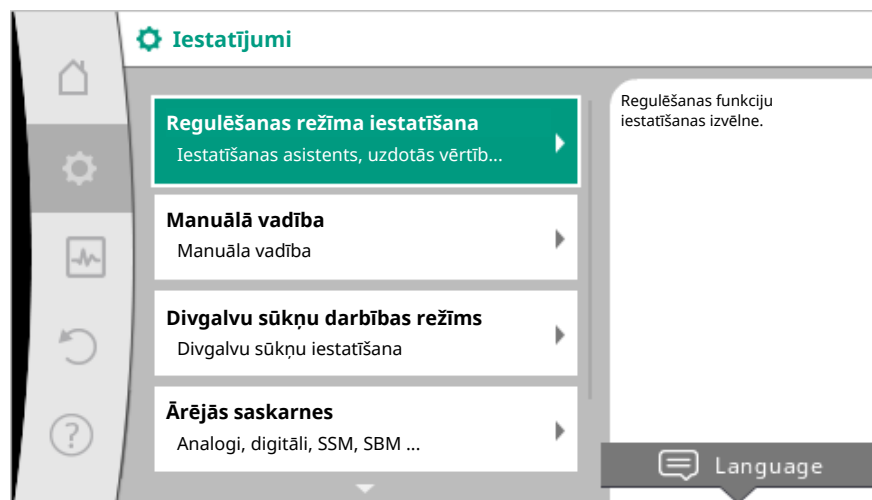 Iestatījumi
Regulēšanas režīma iestatīšana
Iestatīšanas asistents, uzdotās vērtīb...
Manuālā vadība
Manuāla vadība
Divgalvu sūkņu darbības režīms
Divgalvu sūkņu iestatīšana
Ārējās saskarnes
Analogi, digitāli, SSM, SBM ...
Regulēšanas funkciju
iestatīšanas izvēlne.
?
Language